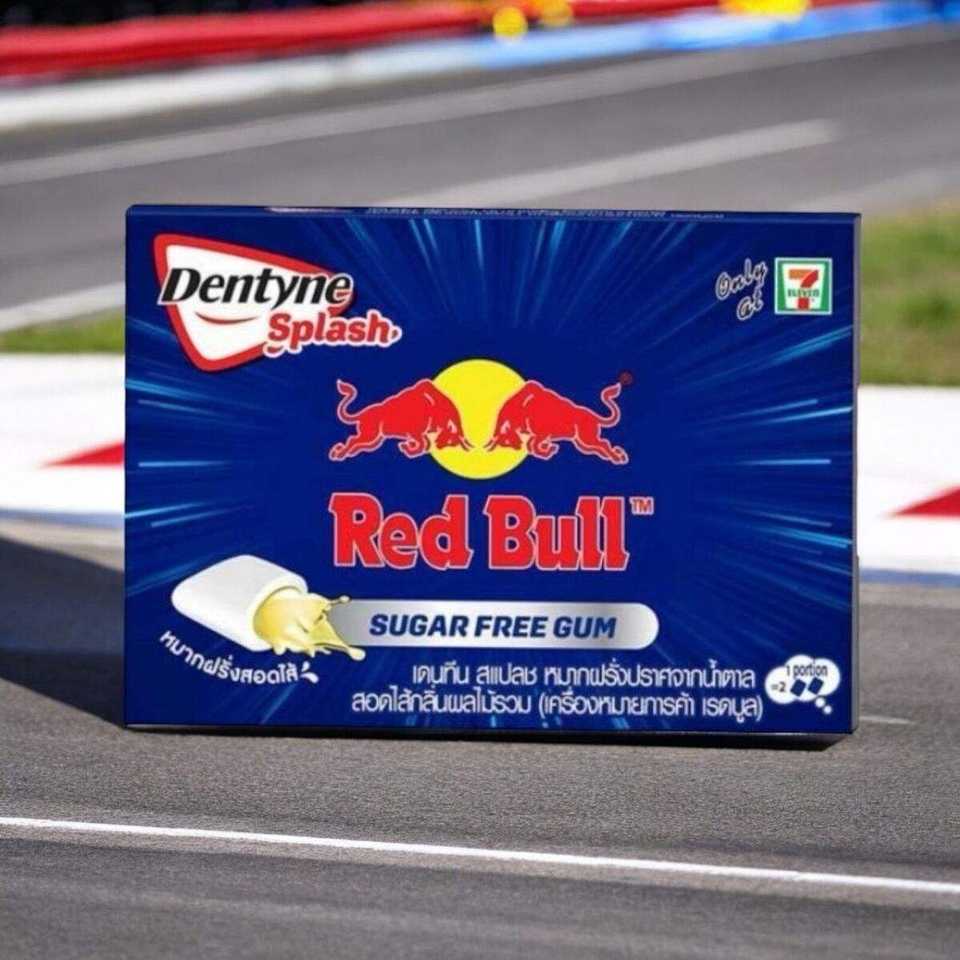 Dentyne
Splash
Only
at
7
ELEVEN
®
Red Bull™
SUGAR FREE GUM
หมากฝรั่งสอดไส้
เดนทีน สแปลช หมากฝรั่งปราศจากน้ำตาล
สอดไส้กลิ่นผลไม้รวม (เครื่องหมายการค้า เรดบูล)
1 portion
=2